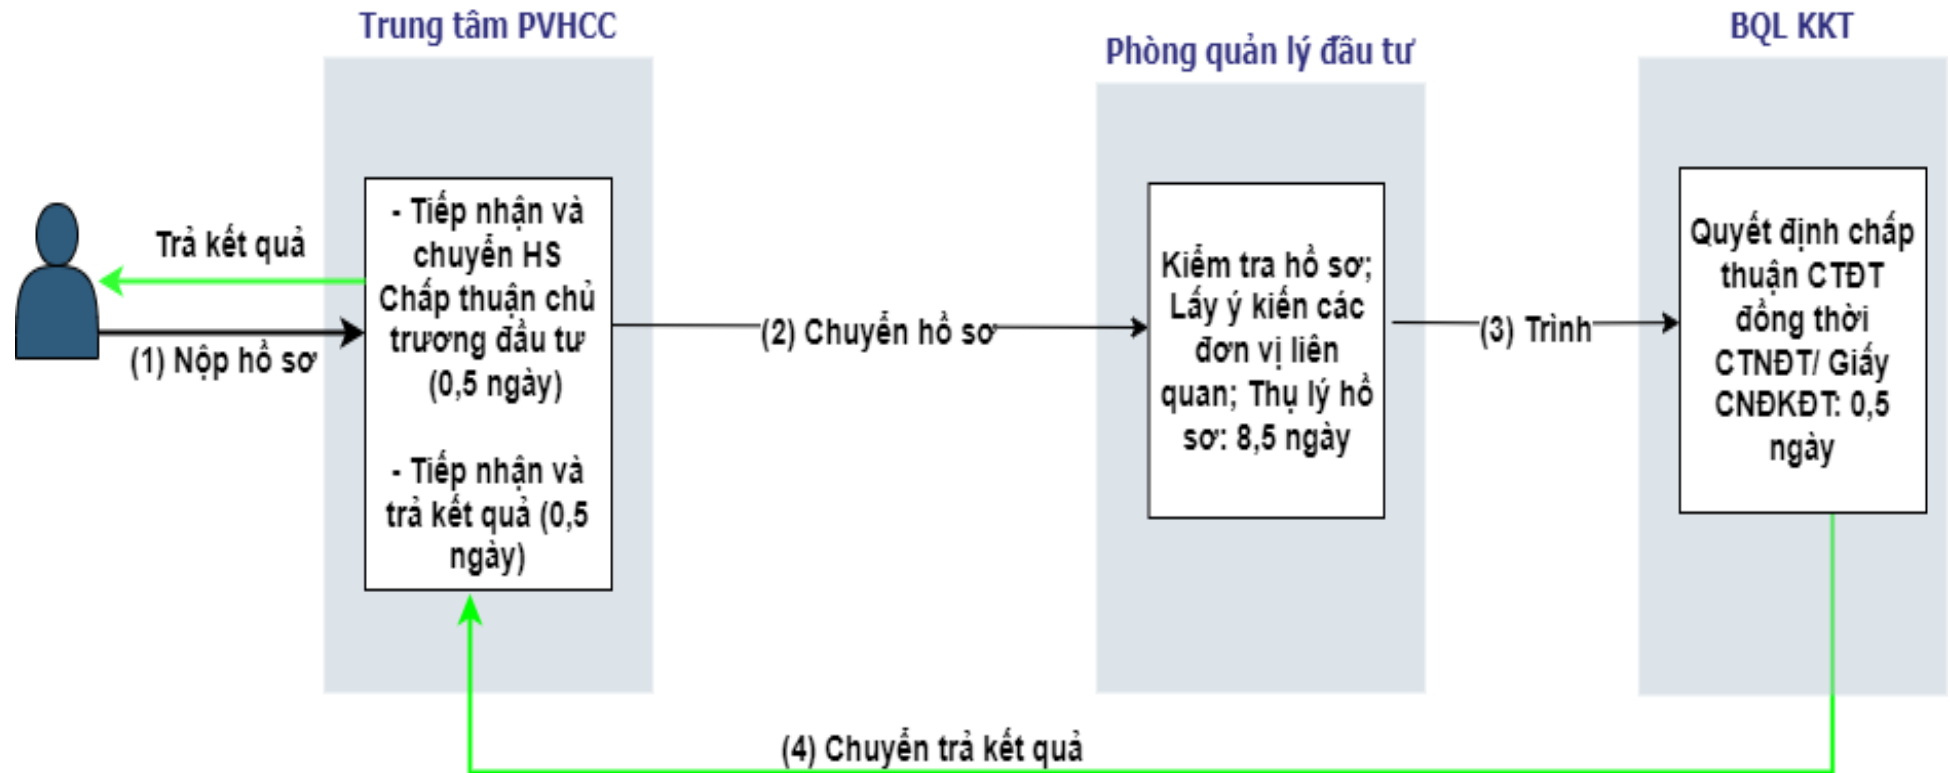 Trung tâm PVHCC
Phòng quản lý đầu tư
BQL KKT
Trả kết quả
(1) Nộp hồ sơ
- Tiếp nhận và
chuyển HS
Chấp thuận chủ
trương đầu tư
(0,5 ngày)
- Tiếp nhận và
trả kết quả (0,5
ngày)
(2) Chuyển hồ sơ
Kiểm tra hồ sơ;
Lấy ý kiến các
đơn vị liên
quan; Thụ lý hồ
sơ: 8,5 ngày
(3) Trình
Quyết định chấp
thuận CTĐT
đồng thời
CTNĐT/ Giấy
CNĐKĐT: 0,5
ngày
(4) Chuyển trả kết quả